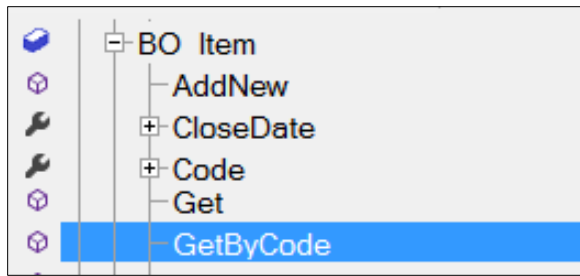 BO Item
AddNew
CloseDate
Code
Get
GetByCode